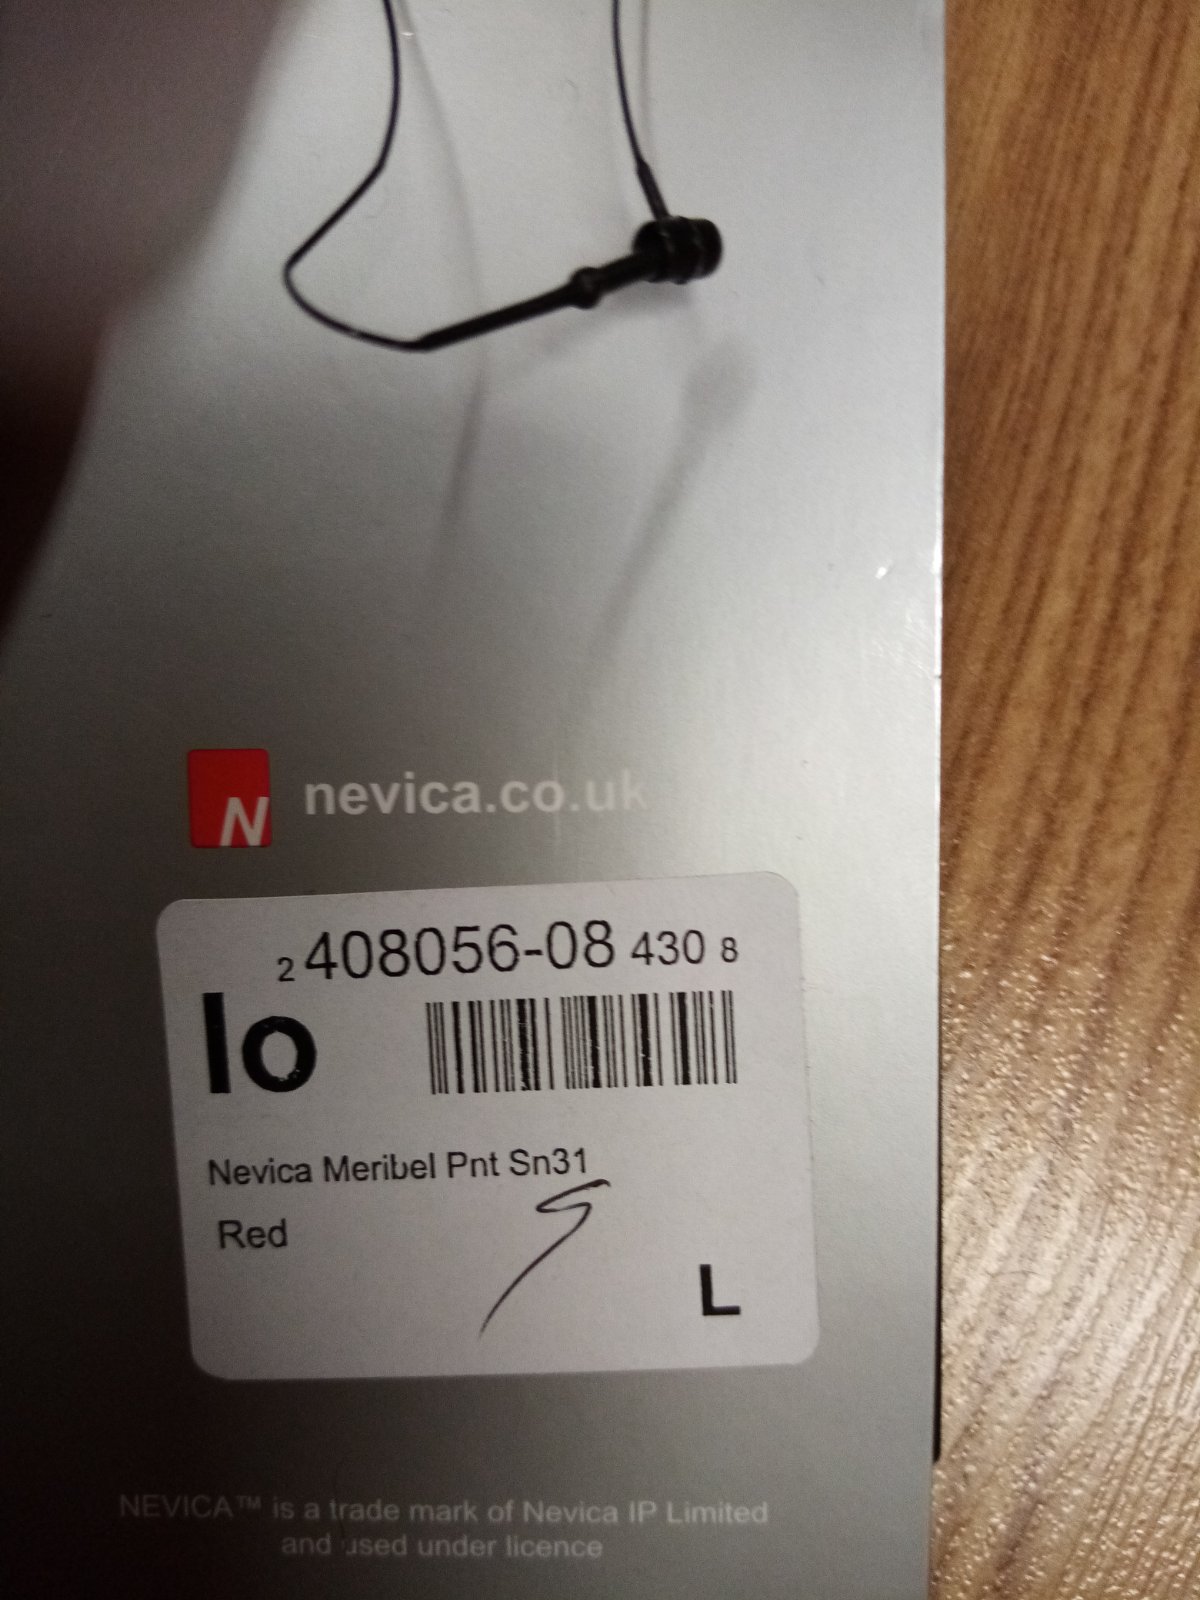 N nevica.co.uk
2 408056-08 430 8
lo
Nevica Meribel Pnt Sn31
Red
L
NEVICA™ is a trade mark of Nevica IP Limited
and used under licence